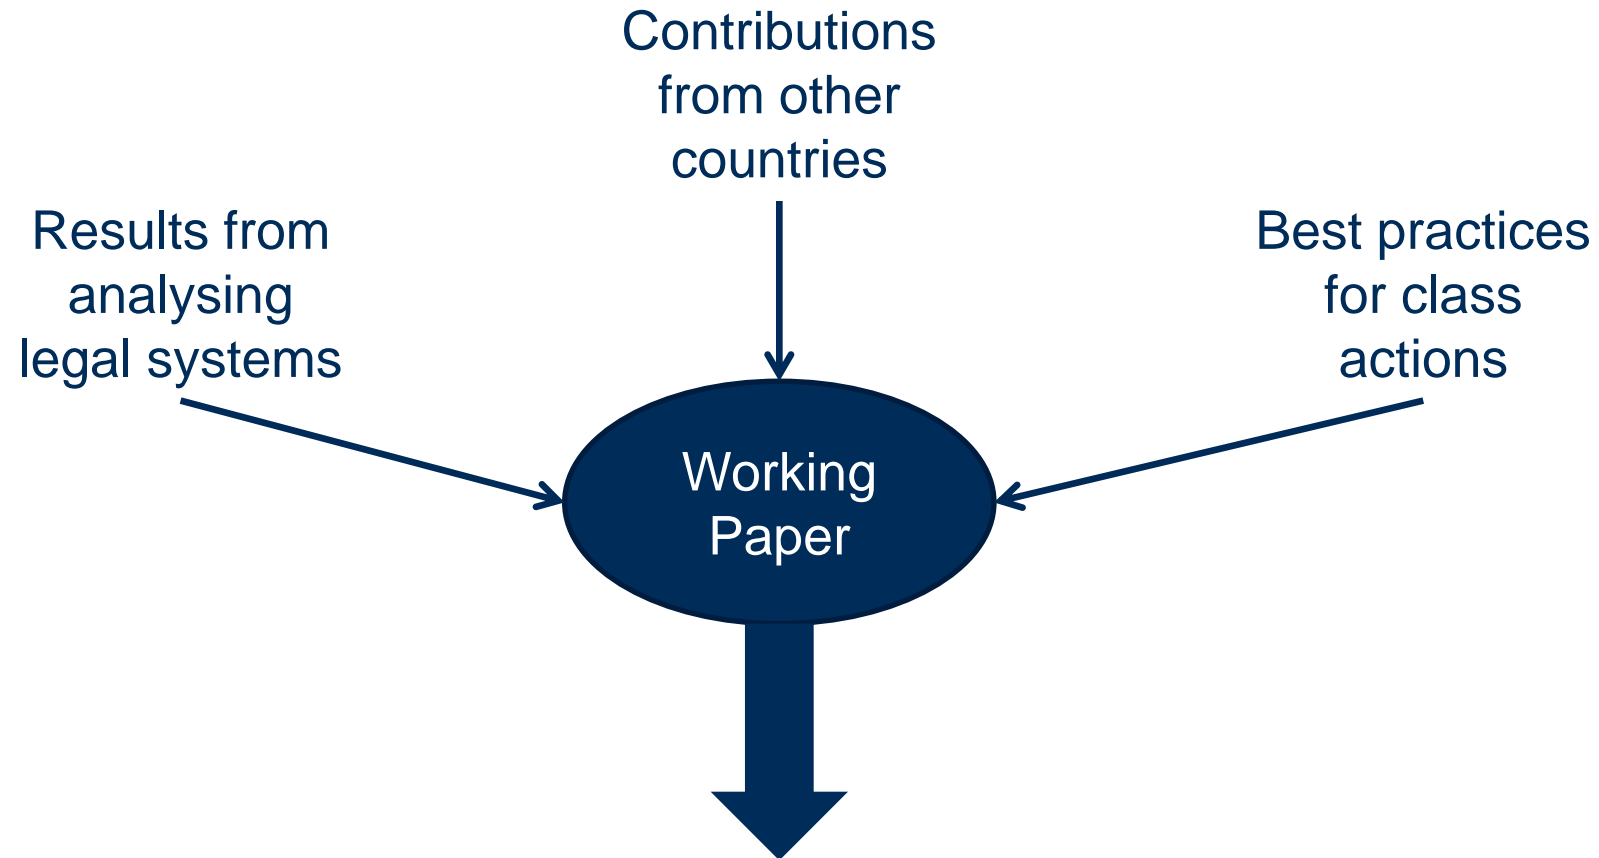 Contributions
from other
countries
Results from
analysing
legal systems
Best practices
for class
actions
Working
Paper